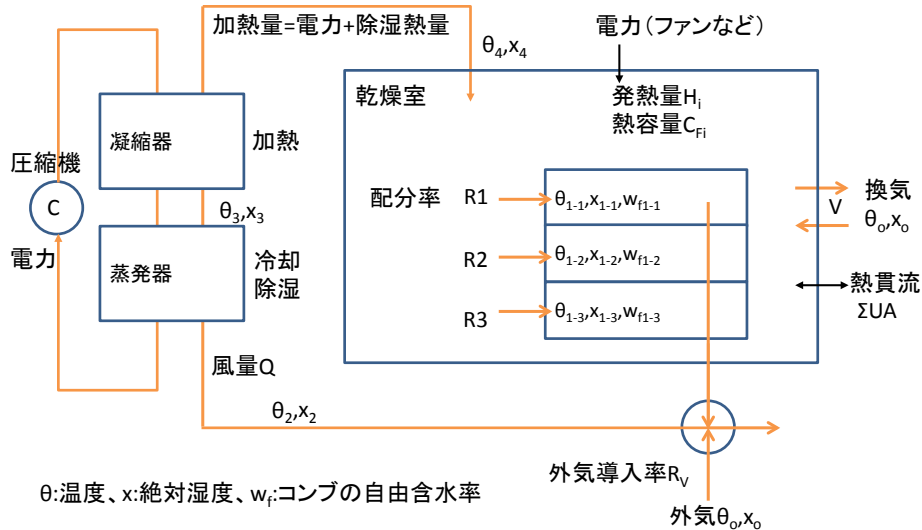 加熱量=電力+除湿熱量
θ4,x4
電力（ファンなど）
乾燥室
発熱量Hi
熱容量CFi
凝縮器
加熱
圧縮機
C
電力
θ3,x3
蒸発器
冷却
除湿
風量Q
配分率
R1
θ1-1,x1-1,wf1-1
R2
θ1-2,x1-2,wf1-2
R3
θ1-3,x1-3,wf1-3
換気
V
θo,xo
熱貫流
ΣUA
θ2,x2
外気導入率RV
外気θo,xo
θ:温度、x:絶対湿度、wf:コンブの自由含水率